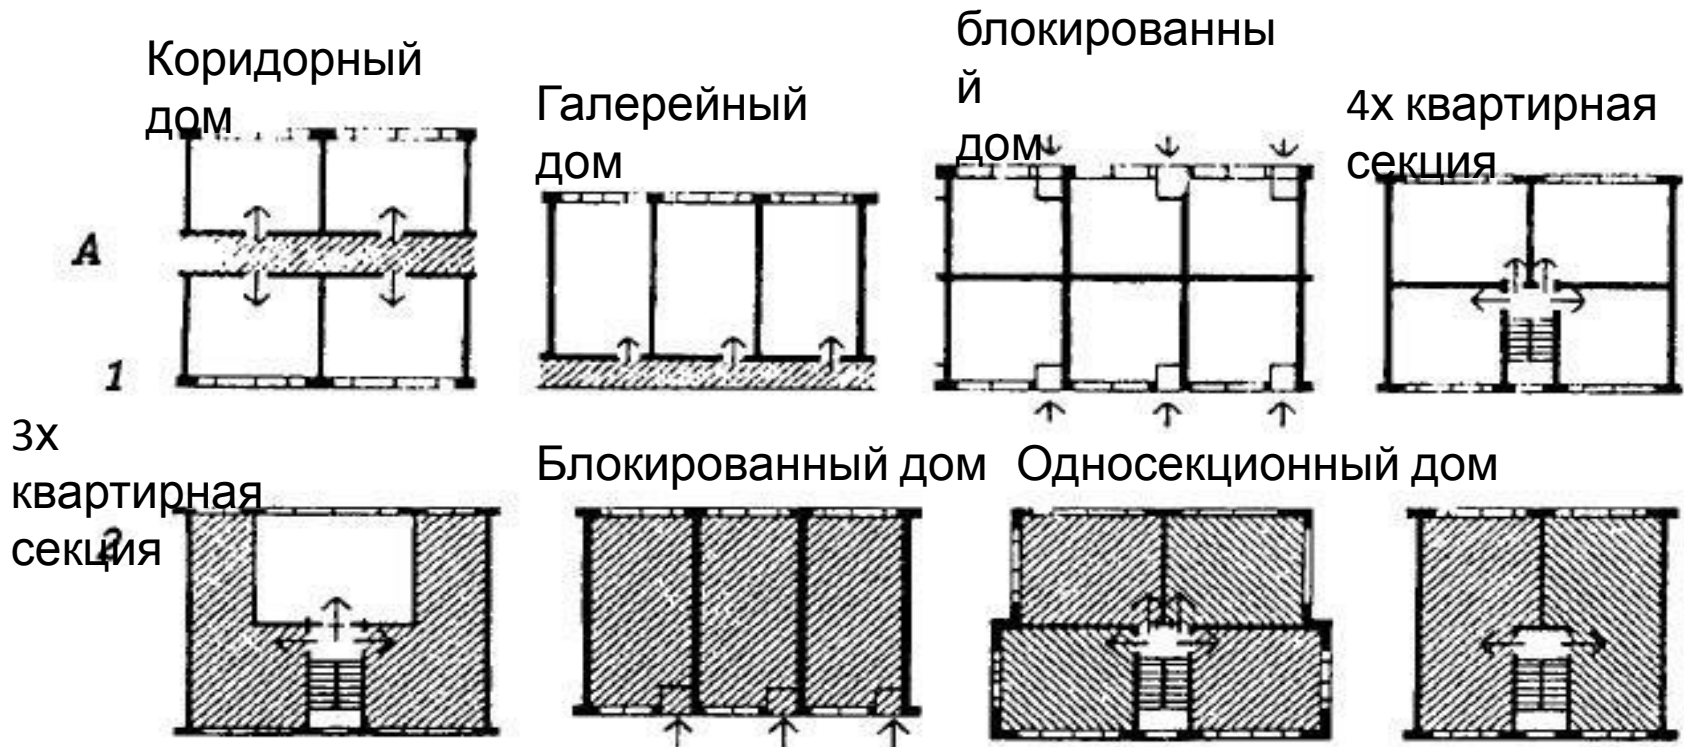 Коридорный
дом
Галерейный
дом
блокированны
й
дом
4х квартирная
секция
А
1
3х
квартирная
секция
2
Блокированный дом
Односекционный дом